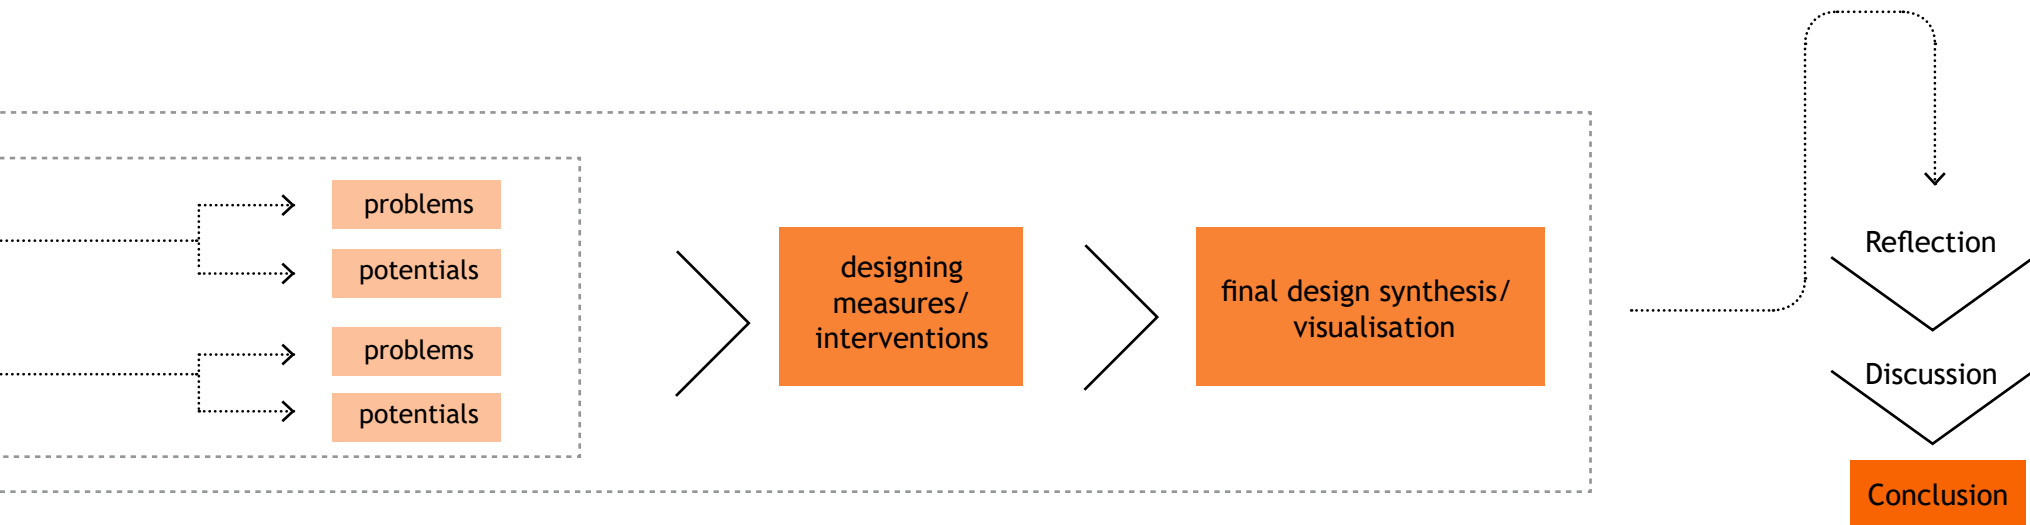 problems
potentials
problems
potentials
designing
measures/
interventions
final design synthesis/
visualisation
Reflection
Discussion
Conclusion